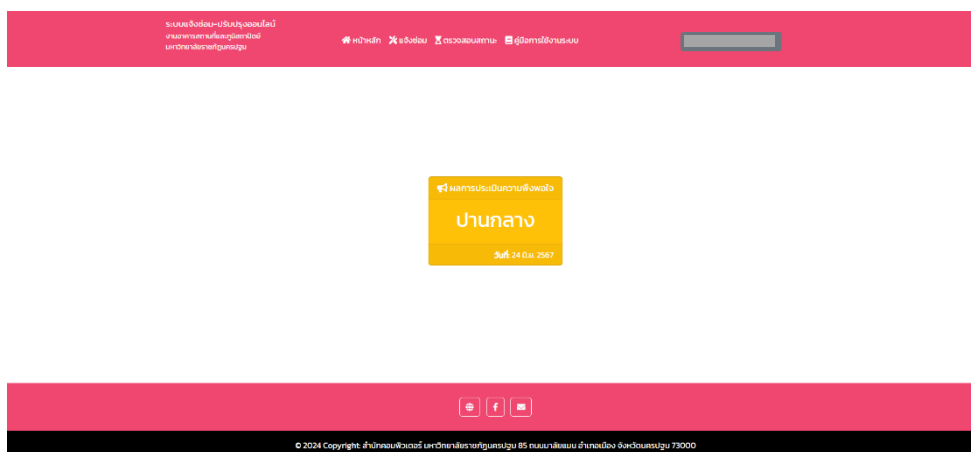 ระบบแจ้งซ่อม-ปรับปรุงออนไลน์
งานอาคารสถานที่และภูมิสถาปัตย์
มหาวิทยาลัยราชภัฏนครปฐม
หน้าหลัก แจ้งซ่อม ตรวจสอบสถานะ คู่มือการใช้งานระบบ
ผลการประเมินความพึงพอใจ
ปานกลาง
วันที่: 24 มิ.ย. 2567
© 2024 Copyright: สำนักคอมพิวเตอร์ มหาวิทยาลัยราชภัฏนครปฐม 85 ถนนมาลัยแมน อำเภอเมือง จังหวัดนครปฐม 73000